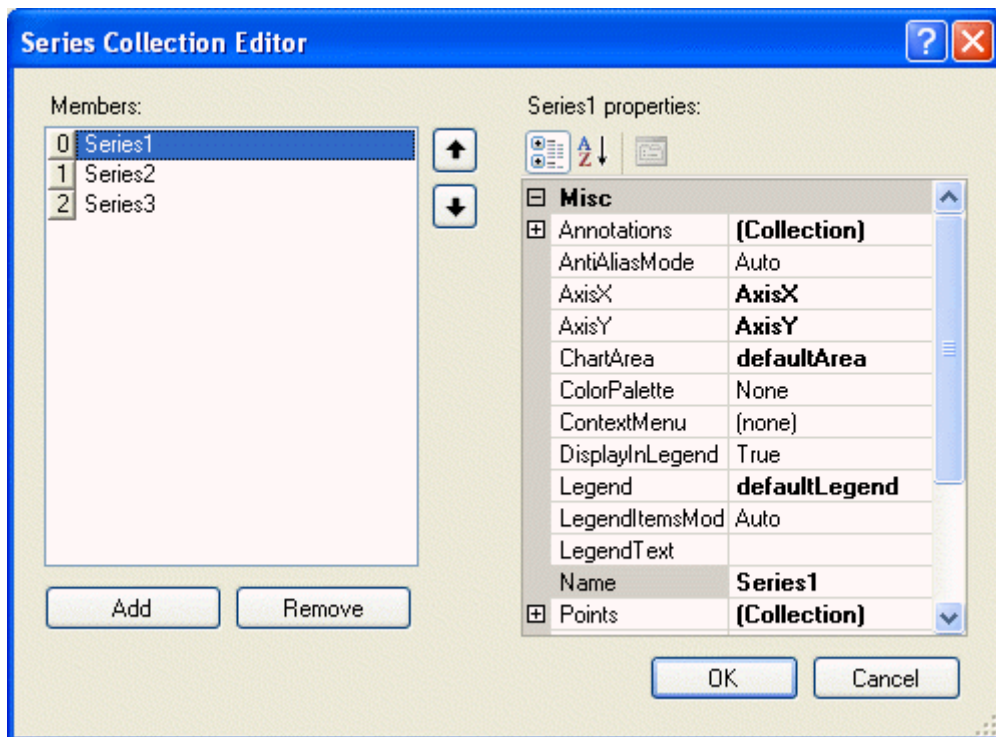 Series Collection Editor
Members:
0 Series1
1 Series2
2 Series3
Add
Remove
Series1 properties:
A
Z
Misc
Annotations (Collection)
AntiAliasMode Auto
AxisX AxisX
AxisY AxisY
ChartArea defaultArea
ColorPalette None
ContextMenu (none)
DisplayInLegend True
Legend defaultLegend
LegendItemsMod Auto
LegendText
Name Series1
Points (Collection)
OK
Cancel